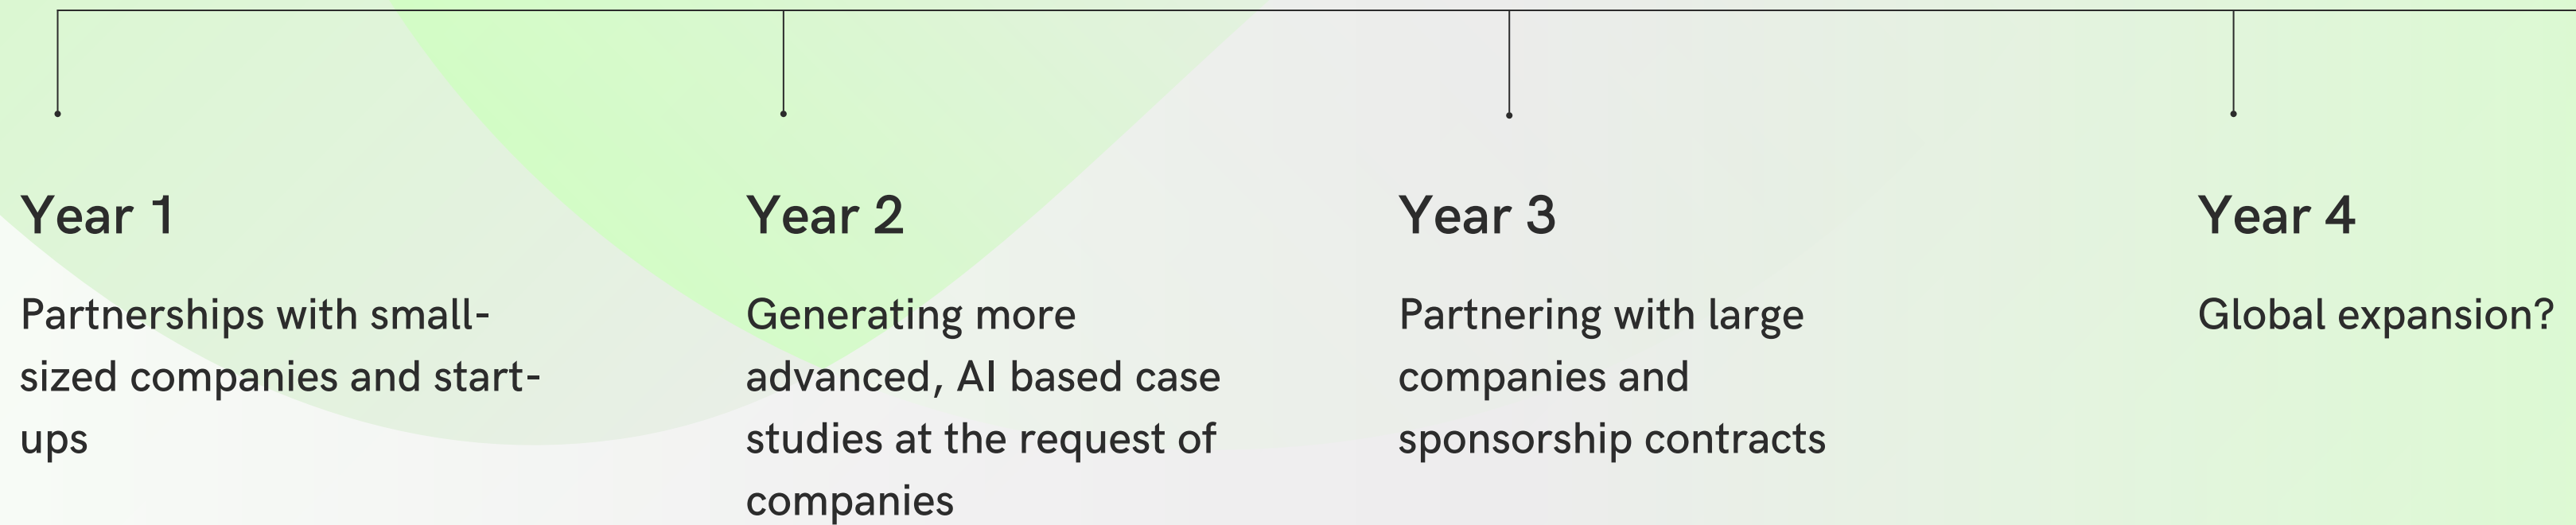 Year 1
Partnerships with small-
sized companies and start-
ups
Year 2
Generating more
advanced, AI based case
studies at the request of
companies
Year 3
Partnering with large
companies and
sponsorship contracts
Year 4
Global expansion?